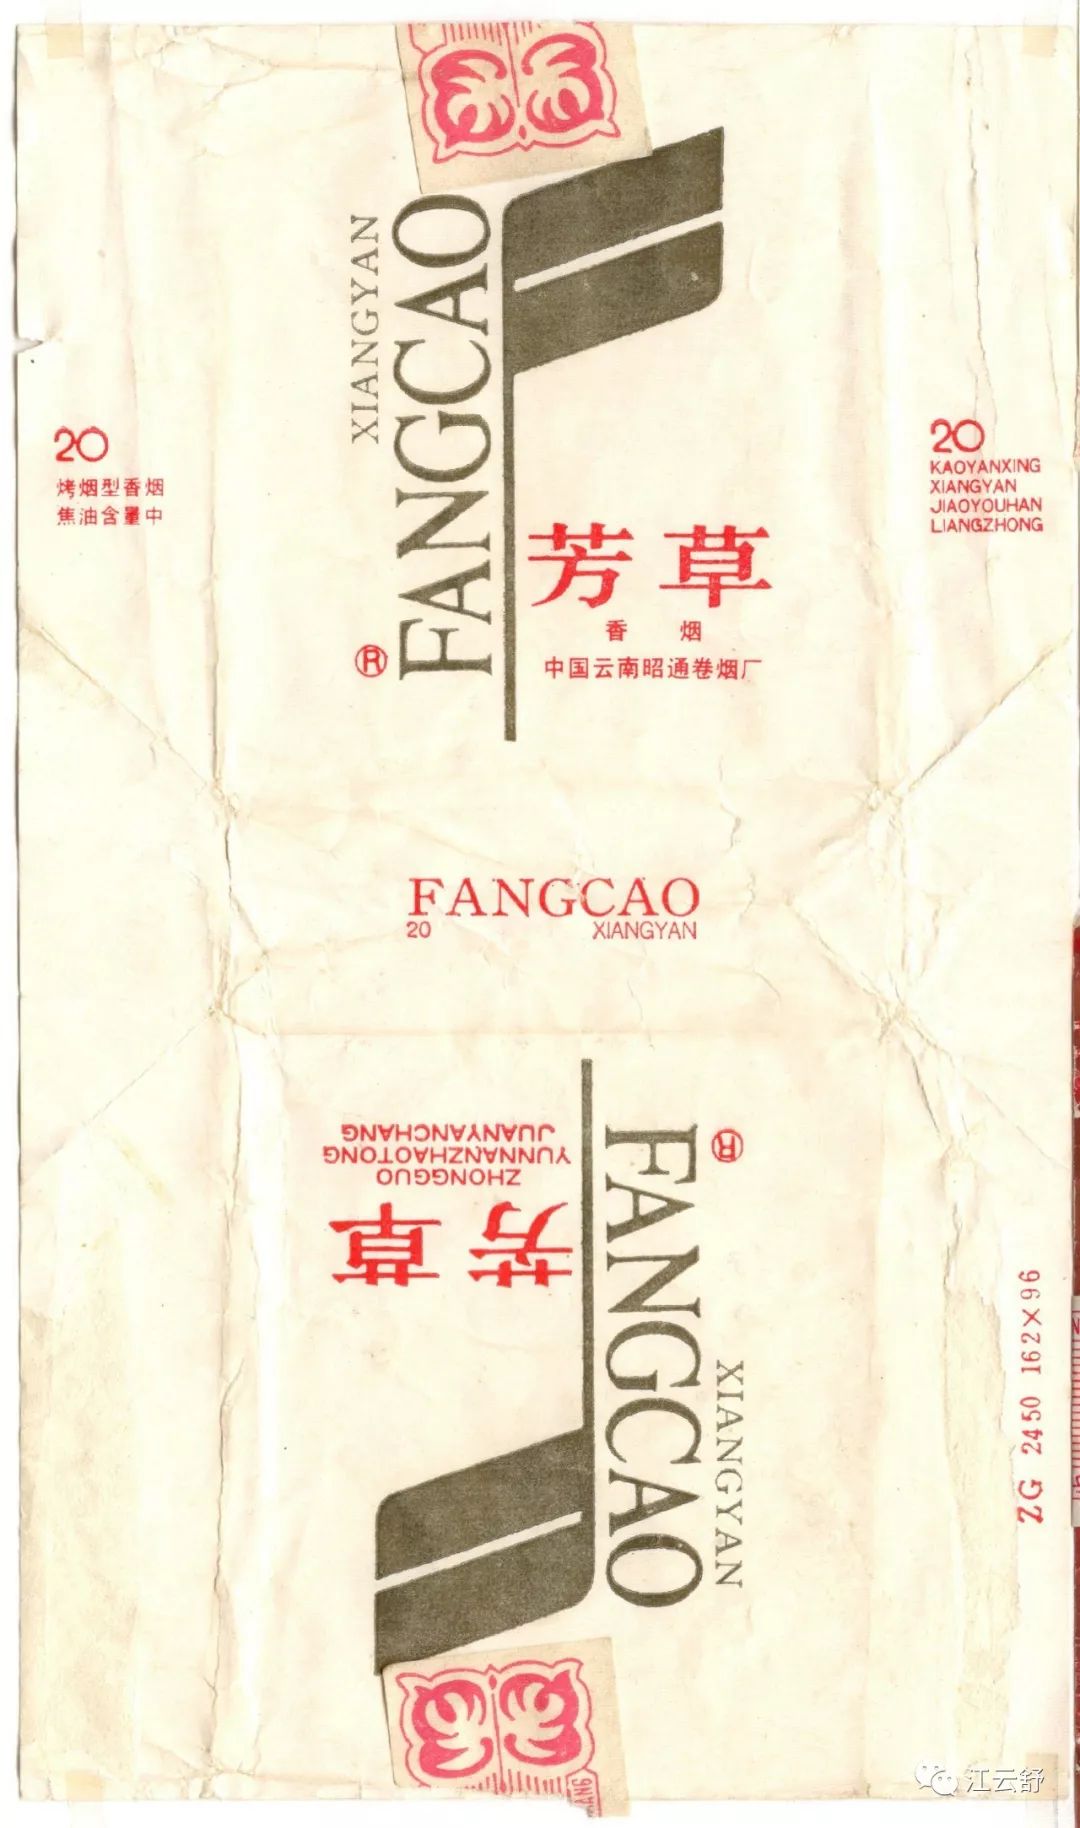 XIANGYAN
FANGCAO
®
芳草
香烟
中国云南昭通卷烟厂
20
烤烟型香烟
焦油含量中
20
KAOYANXING
XIANGYAN
JIAOYOUHAN
LIANGZHONG
FANGCAO
20 XIANGYAN
芳草
ZHONGGUO
YUNNANZHAOTONG
JUANYANCHANG
®
FANGCAO
XIANGYAN
ZG 2450 162×96
江云舒